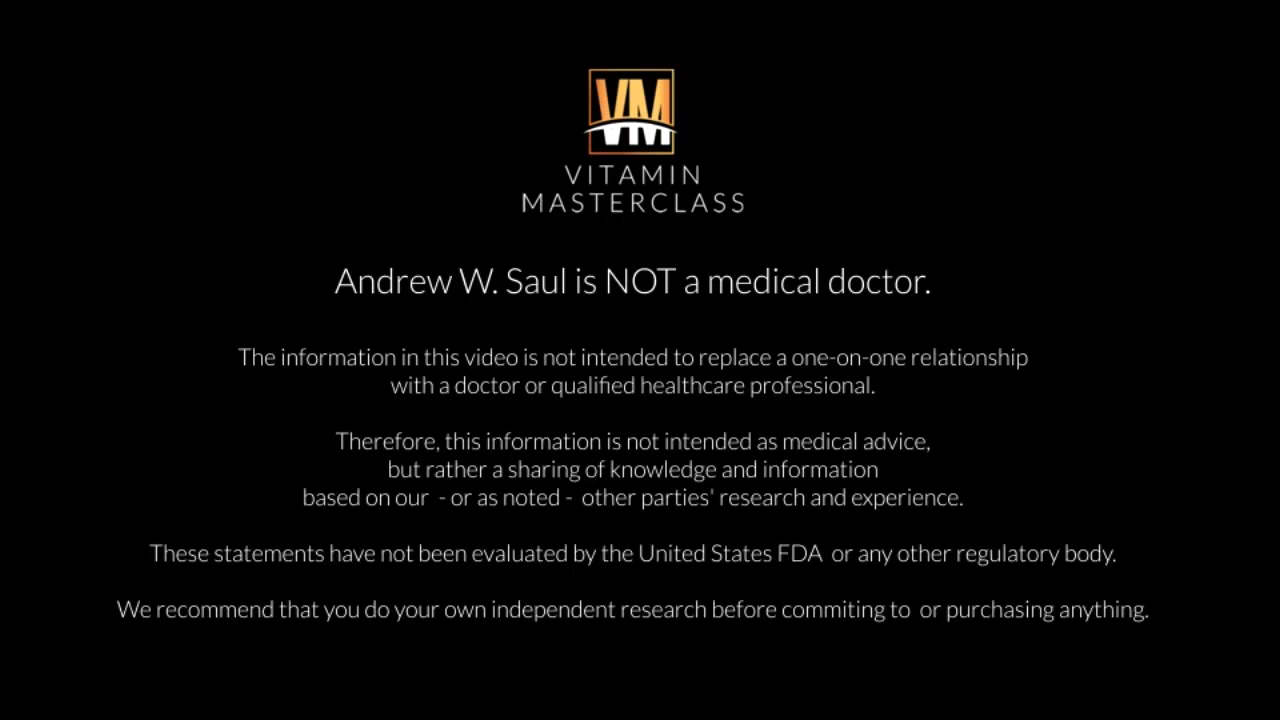 VM
VITAMIN
MASTERCLASS
Andrew W. Saul is NOT a medical doctor.
The information in this video is not intended to replace a one-on-one relationship
with a doctor or qualified healthcare professional.
Therefore, this information is not intended as medical advice,
but rather a sharing of knowledge and information
based on our - or as noted - other parties' research and experience.
These statements have not been evaluated by the United States FDA or any other regulatory body.
We recommend that you do your own independent research before commiting to or purchasing anything.